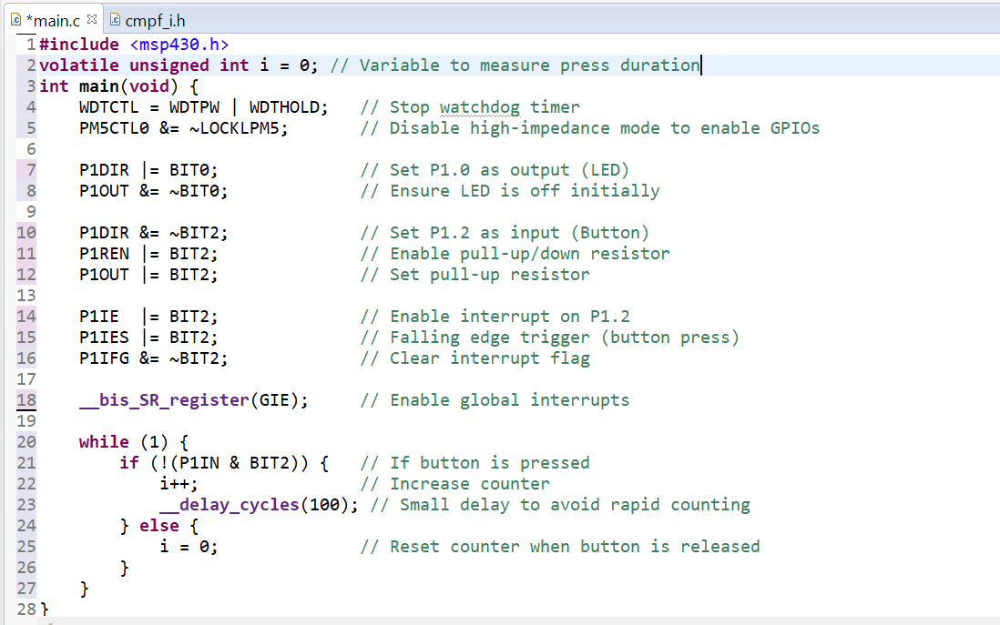 *main.c cmpf_i.h
1 #include <msp430.h>
2 volatile unsigned int i = 0; // Variable to measure press duration
3 int main(void) {
4     WDTCTL = WDTPW | WDTHOLD;   // Stop watchdog timer
5     PM5CTL0 &= ~LOCKLPM5;       // Disable high-impedance mode to enable GPIOs
6
7     P1DIR |= BIT0;              // Set P1.0 as output (LED)
8     P1OUT &= ~BIT0;             // Ensure LED is off initially
9
10     P1DIR &= ~BIT2;             // Set P1.2 as input (Button)
11     P1REN |= BIT2;              // Enable pull-up/down resistor
12     P1OUT |= BIT2;              // Set pull-up resistor
13
14     P1IE  |= BIT2;              // Enable interrupt on P1.2
15     P1IES |= BIT2;              // Falling edge trigger (button press)
16     P1IFG &= ~BIT2;             // Clear interrupt flag
17
18     __bis_SR_register(GIE);     // Enable global interrupts
19
20     while (1) {
21         if (!(P1IN & BIT2)) {   // If button is pressed
22             i++;                // Increase counter
23             __delay_cycles(100); // Small delay to avoid rapid counting
24         } else {
25             i = 0;              // Reset counter when button is released
26         }
27     }
28 }